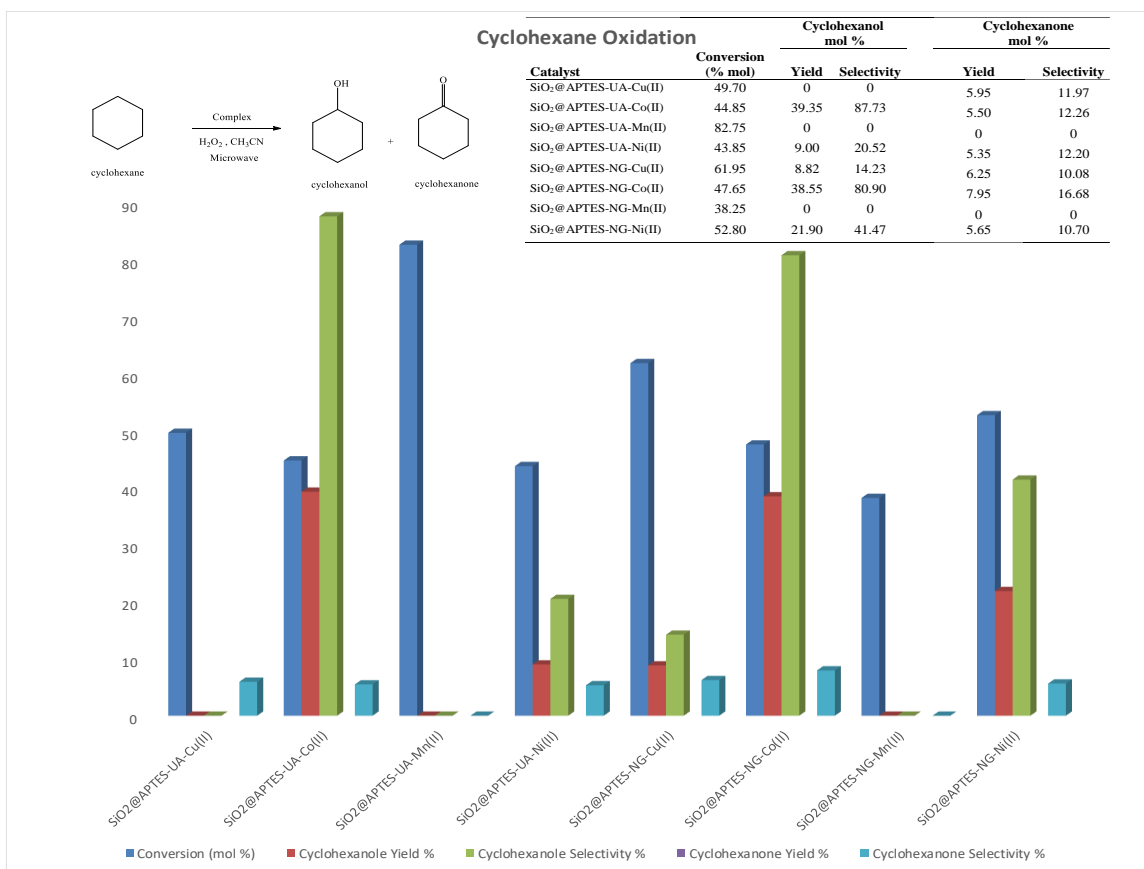 Cyclohexane Oxidation
Cyclohexanol
mol %
Cyclohexanone
mol %
Catalyst
Conversion
(% mol)
Yield Selectivity
Yield Selectivity
SiO₂@APTES-UA-Cu(II) 49.70 0 0 5.95 11.97
SiO₂@APTES-UA-Co(II) 44.85 39.35 87.73 5.50 12.26
SiO₂@APTES-UA-Mn(II) 82.75 0 0 0 0
SiO₂@APTES-UA-Ni(II) 43.85 9.00 20.52 5.35 12.20
SiO₂@APTES-NG-Cu(II) 61.95 8.82 14.23 6.25 10.08
SiO₂@APTES-NG-Co(II) 47.65 38.55 80.90 7.95 16.68
SiO₂@APTES-NG-Mn(II) 38.25 0 0 0 0
SiO₂@APTES-NG-Ni(II) 52.80 21.90 41.47 5.65 10.70
OH
O
Complex
H₂O₂ , CH₃CN
Microwave
+
cyclohexane
cyclohexanol
cyclohexanone
90
80
70
60
50
40
30
20
10
0
SiO2@APTES-UA-Cu(II)
SiO2@APTES-UA-Co(II)
SiO2@APTES-UA-Mn(II)
SiO2@APTES-UA-Ni(II)
SiO2@APTES-NG-Cu(II)
SiO2@APTES-NG-Co(II)
SiO2@APTES-NG-Mn(II)
SiO2@APTES-NG-Ni(II)
Conversion (mol %) Cyclohexanole Yield % Cyclohexanole Selectivity % Cyclohexanone Yield % Cyclohexanone Selectivity %